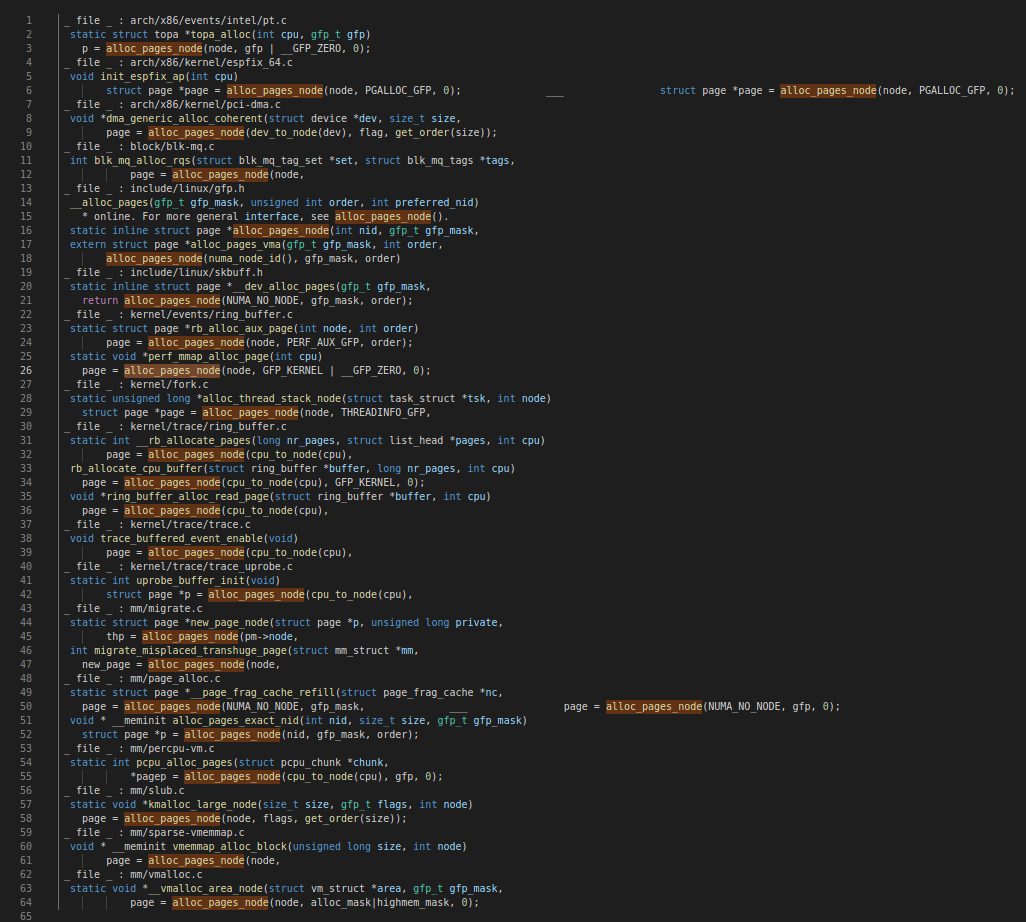 1 _ file _ : arch/x86/events/intel/pt.c
2 static struct topa *topa_alloc(int cpu, gfp_t gfp)
3 p = alloc_pages_node(node, gfp | __GFP_ZERO, 0);
4 _ file _ : arch/x86/kernel/espfix_64.c
5 void init_espfix_ap(int cpu)
6 struct page *page = alloc_pages_node(node, PGALLOC_GFP, 0); ___ struct page *page = alloc_pages_node(node, PGALLOC_GFP, 0);
7 _ file _ : arch/x86/kernel/pci-dma.c
8 void *dma_generic_alloc_coherent(struct device *dev, size_t size,
9 page = alloc_pages_node(dev_to_node(dev), flag, get_order(size));
10 _ file _ : block/blk-mq.c
11 int blk_mq_alloc_rqs(struct blk_mq_tag_set *set, struct blk_mq_tags *tags,
12 page = alloc_pages_node(node,
13 _ file _ : include/linux/gfp.h
14 __alloc_pages(gfp_t gfp_mask, unsigned int order, int preferred_nid)
15 * online. For more general interface, see alloc_pages_node().
16 static inline struct page *alloc_pages_node(int nid, gfp_t gfp_mask,
17 extern struct page *alloc_pages_vma(gfp_t gfp_mask, int order,
18 alloc_pages_node(numa_node_id(), gfp_mask, order)
19 _ file _ : include/linux/skbuff.h
20 static inline struct page *__dev_alloc_pages(gfp_t gfp_mask,
21 return alloc_pages_node(NUMA_NO_NODE, gfp_mask, order);
22 _ file _ : kernel/events/ring_buffer.c
23 static struct page *rb_alloc_aux_page(int node, int order)
24 page = alloc_pages_node(node, PERF_AUX_GFP, order);
25 static void *perf_mmap_alloc_page(int cpu)
26 page = alloc_pages_node(node, GFP_KERNEL | __GFP_ZERO, 0);
27 _ file _ : kernel/fork.c
28 static unsigned long *alloc_thread_stack_node(struct task_struct *tsk, int node)
29 struct page *page = alloc_pages_node(node, THREADINFO_GFP,
30 _ file _ : kernel/trace/ring_buffer.c
31 static int __rb_allocate_pages(long nr_pages, struct list_head *pages, int cpu)
32 page = alloc_pages_node(cpu_to_node(cpu),
33 rb_allocate_cpu_buffer(struct ring_buffer *buffer, long nr_pages, int cpu)
34 page = alloc_pages_node(cpu_to_node(cpu), GFP_KERNEL, 0);
35 void *ring_buffer_alloc_read_page(struct ring_buffer *buffer, int cpu)
36 page = alloc_pages_node(cpu_to_node(cpu),
37 _ file _ : kernel/trace/trace.c
38 void trace_buffered_event_enable(void)
39 page = alloc_pages_node(cpu_to_node(cpu),
40 _ file _ : kernel/trace/trace_uprobe.c
41 static int uprobe_buffer_init(void)
42 struct page *p = alloc_pages_node(cpu_to_node(cpu),
43 _ file _ : mm/migrate.c
44 static struct page *new_page_node(struct page *p, unsigned long private,
45 thp = alloc_pages_node(pm->node,
46 int migrate_misplaced_transhuge_page(struct mm_struct *mm,
47 new_page = alloc_pages_node(node,
48 _ file _ : mm/page_alloc.c
49 static struct page *__page_frag_cache_refill(struct page_frag_cache *nc,
50 page = alloc_pages_node(NUMA_NO_NODE, gfp_mask, ___ page = alloc_pages_node(NUMA_NO_NODE, gfp, 0);
51 void * __meminit alloc_pages_exact_nid(int nid, size_t size, gfp_t gfp_mask)
52 struct page *p = alloc_pages_node(nid, gfp_mask, order);
53 _ file _ : mm/percpu-vm.c
54 static int pcpu_alloc_pages(struct pcpu_chunk *chunk,
55 *pagep = alloc_pages_node(cpu_to_node(cpu), gfp, 0);
56 _ file _ : mm/slub.c
57 static void *kmalloc_large_node(size_t size, gfp_t flags, int node)
58 page = alloc_pages_node(node, flags, get_order(size));
59 _ file _ : mm/sparse-vmemmap.c
60 void * __meminit vmemmap_alloc_block(unsigned long size, int node)
61 page = alloc_pages_node(node,
62 _ file _ : mm/vmalloc.c
63 static void *__vmalloc_area_node(struct vm_struct *area, gfp_t gfp_mask,
64 page = alloc_pages_node(node, alloc_mask|highmem_mask, 0);
65